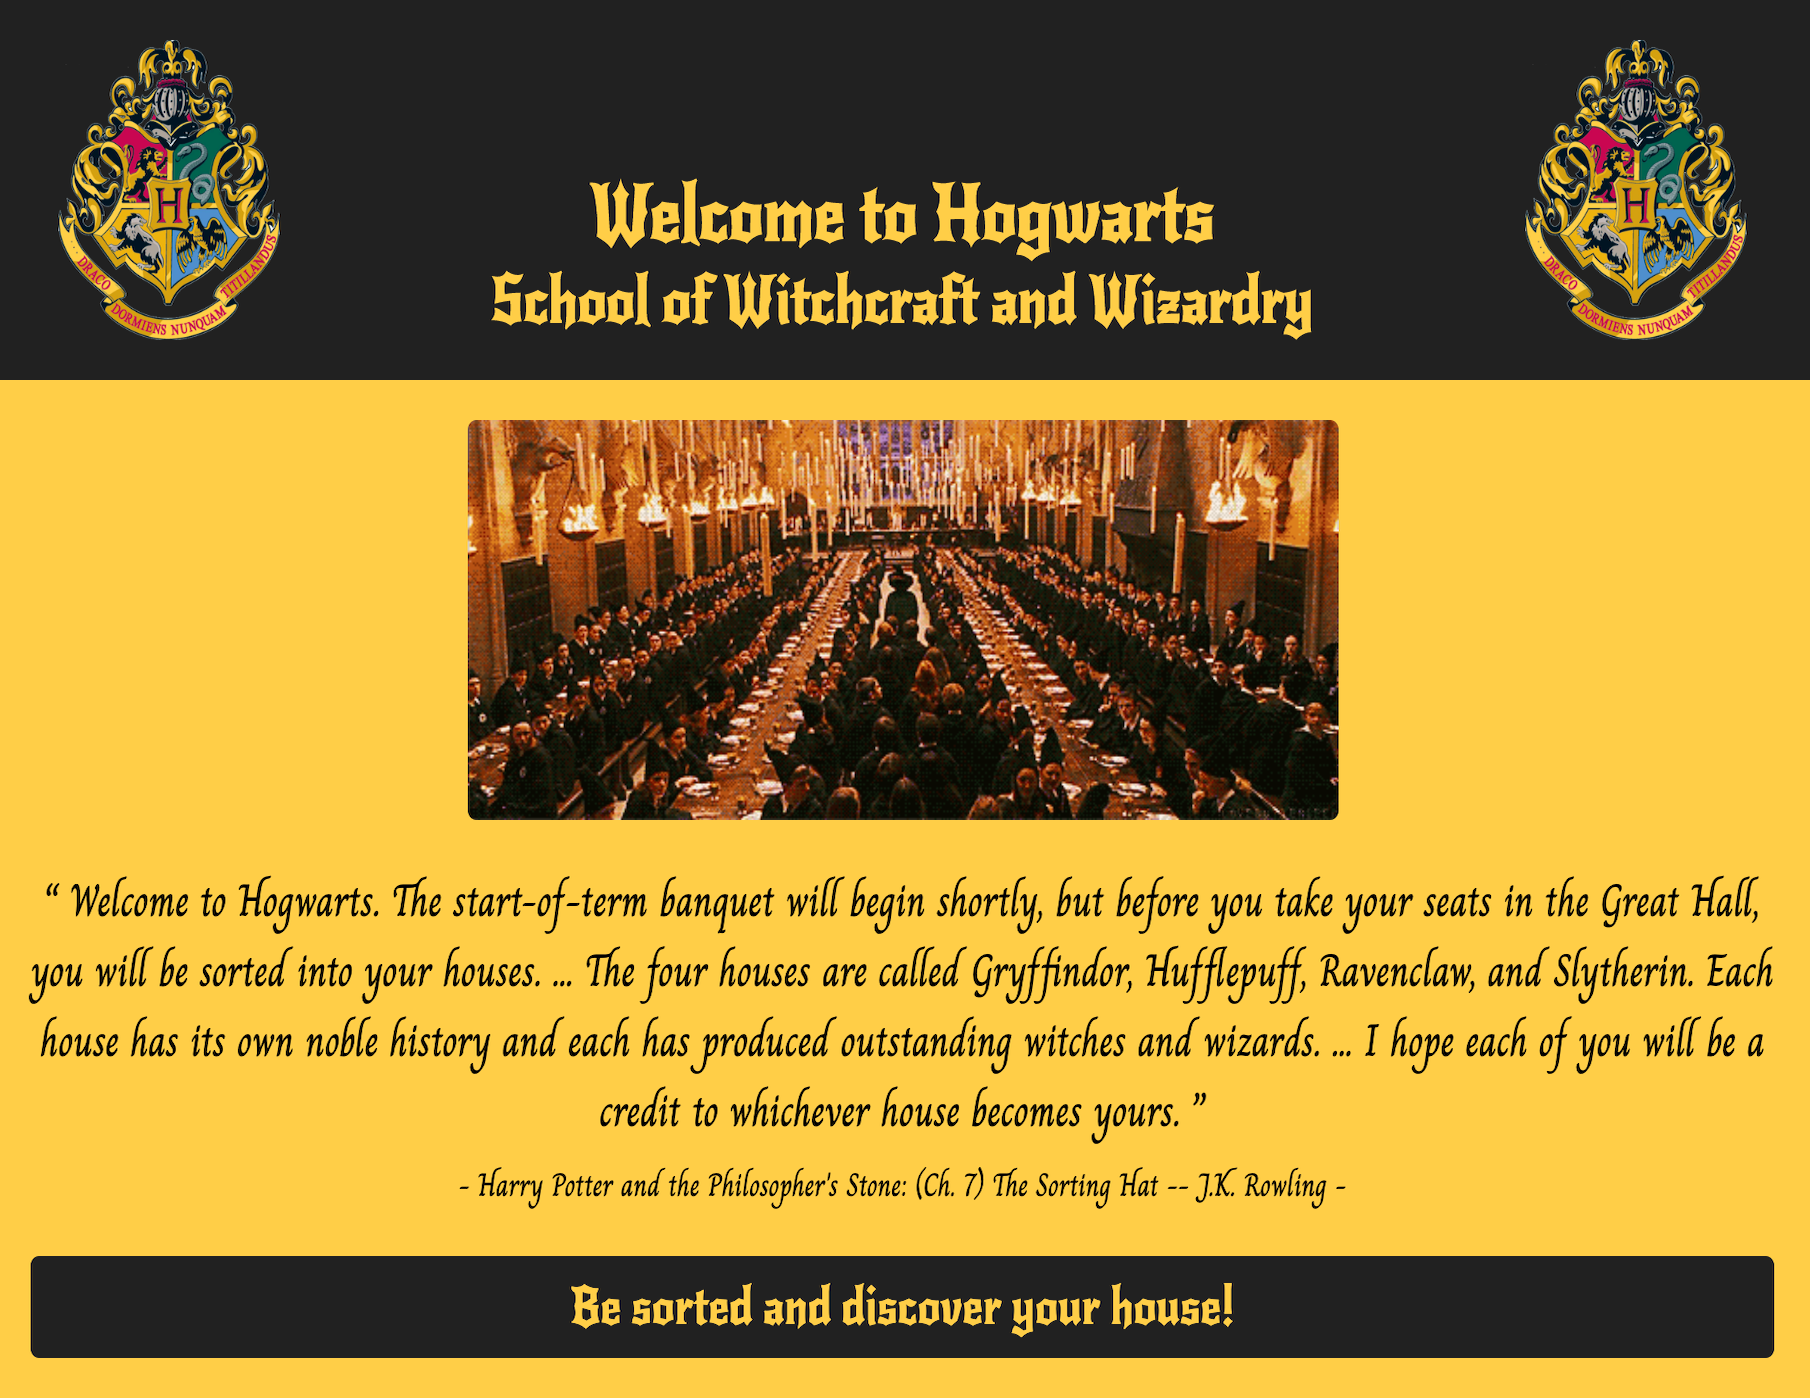 Welcome to Hogwarts
School of Witchcraft and Wizardry
H
DRACO DORMIENS NUNQUAM TITILLANDUS
H
DRACO DORMIENS NUNQUAM TITILLANDUS
“ Welcome to Hogwarts. The start-of-term banquet will begin shortly, but before you take your seats in the Great Hall,
you will be sorted into your houses. ... The four houses are called Gryffindor, Hufflepuff, Ravenclaw, and Slytherin. Each
house has its own noble history and each has produced outstanding witches and wizards. ... I hope each of you will be a
credit to whichever house becomes yours. ”
- Harry Potter and the Philosopher's Stone: (Ch. 7) The Sorting Hat -- J.K. Rowling -
Be sorted and discover your house!